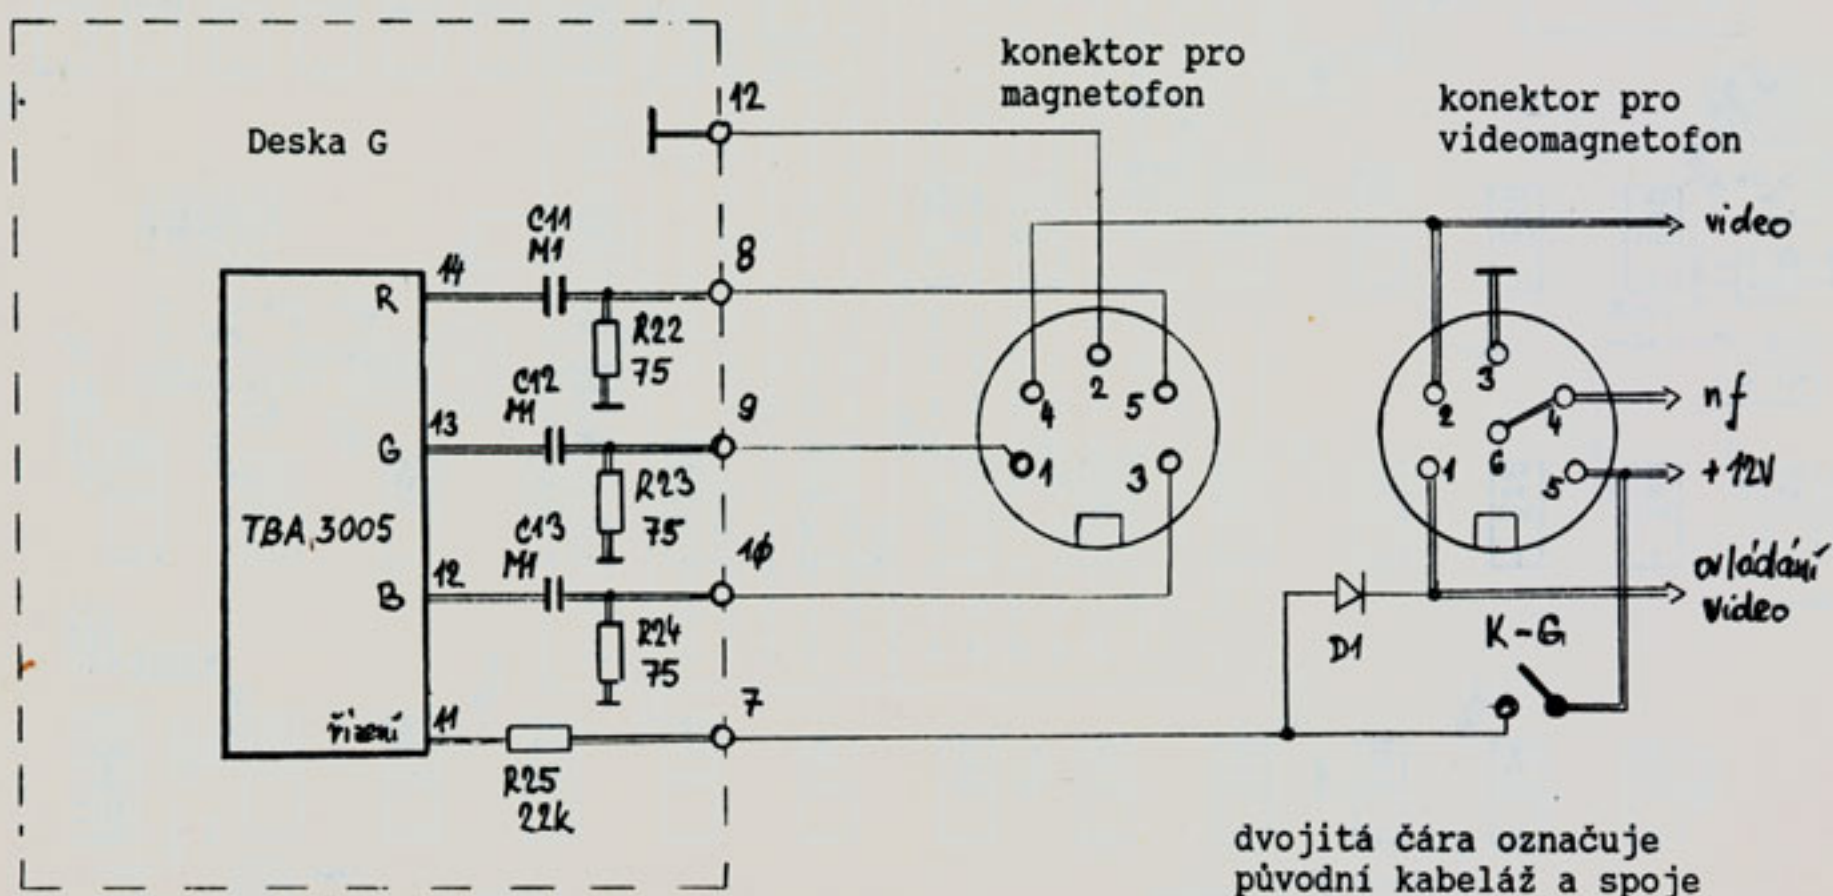 konektor pro
magnetofon
konektor pro
videomagnetofon
Deska G
12
video
C11
M1
8
14
R
R22
75
C12
M1
9
13
G
R23
75
C13
M1
10
12
B
R24
75
TBA 3005
7
11
řízení
R25
22k
2
4
5
1
3
3
2
4
6
1
5
nf
+12V
ovládání
video
D1
K-G
dvojitá čára označuje
původní kabeláž a spoje